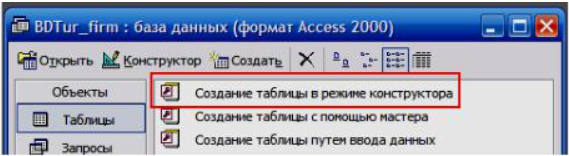 BDTur_firm : база данных (формат Access 2000)
Открыть Конструктор Создать
Объекты
Создание таблицы в режиме конструктора
Таблицы
Создание таблицы с помощью мастера
Запросы
Создание таблицы путем ввода данных